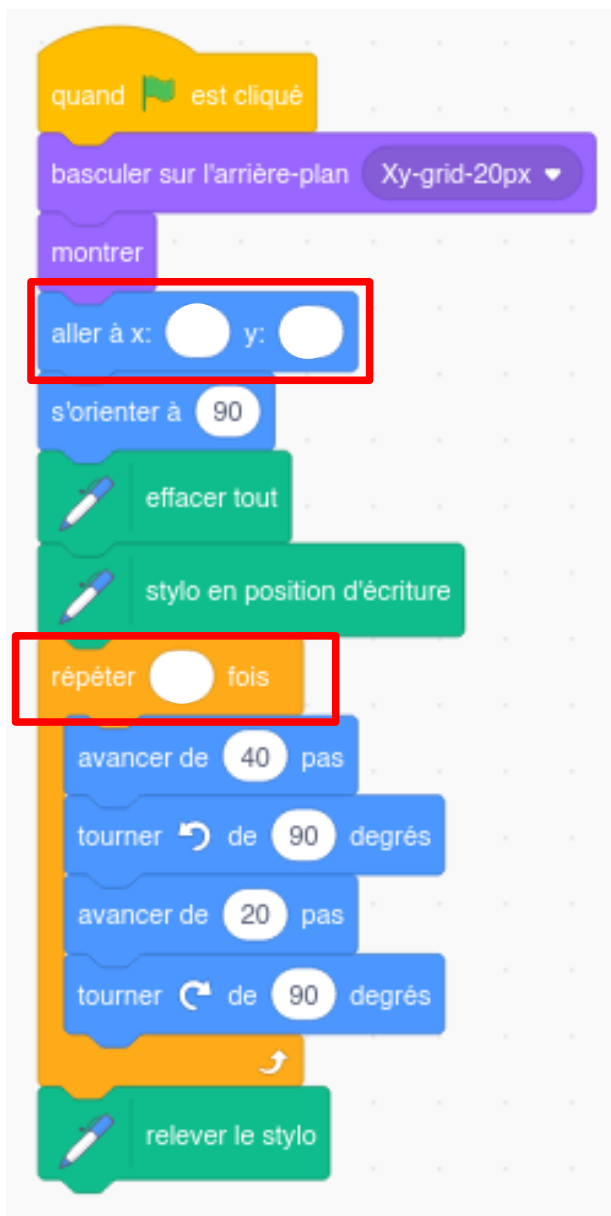 quand est cliqué
basculer sur l'arrière-plan Xy-grid-20px
montrer
aller à x: y:
s'orienter à 90
effacer tout
stylo en position d'écriture
répéter fois
avancer de 40 pas
tourner de 90 degrés
avancer de 20 pas
tourner de 90 degrés
relever le stylo